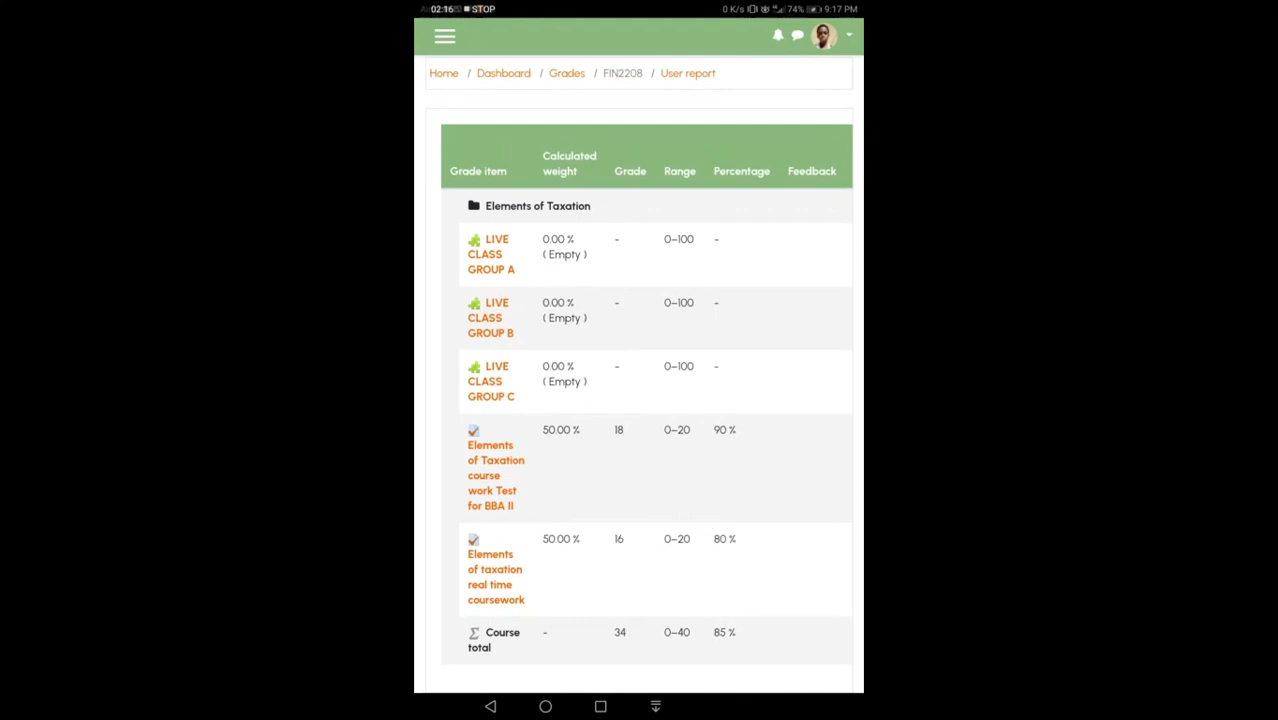 02:16 STOP 0 K/s 74% 9:17 PM
Home / Dashboard / Grades / FIN2208 / User report
Grade item Calculated weight Grade Range Percentage Feedback
Elements of Taxation
LIVE 0.00 % - 0–100 -
CLASS ( Empty )
GROUP A
LIVE 0.00 % - 0–100 -
CLASS ( Empty )
GROUP B
LIVE 0.00 % - 0–100 -
CLASS ( Empty )
GROUP C
50.00 % 18 0–20 90 %
Elements
of Taxation
course
work Test
for BBA II
50.00 % 16 0–20 80 %
Elements
of taxation
real time
coursework
Course - 34 0–40 85 %
total